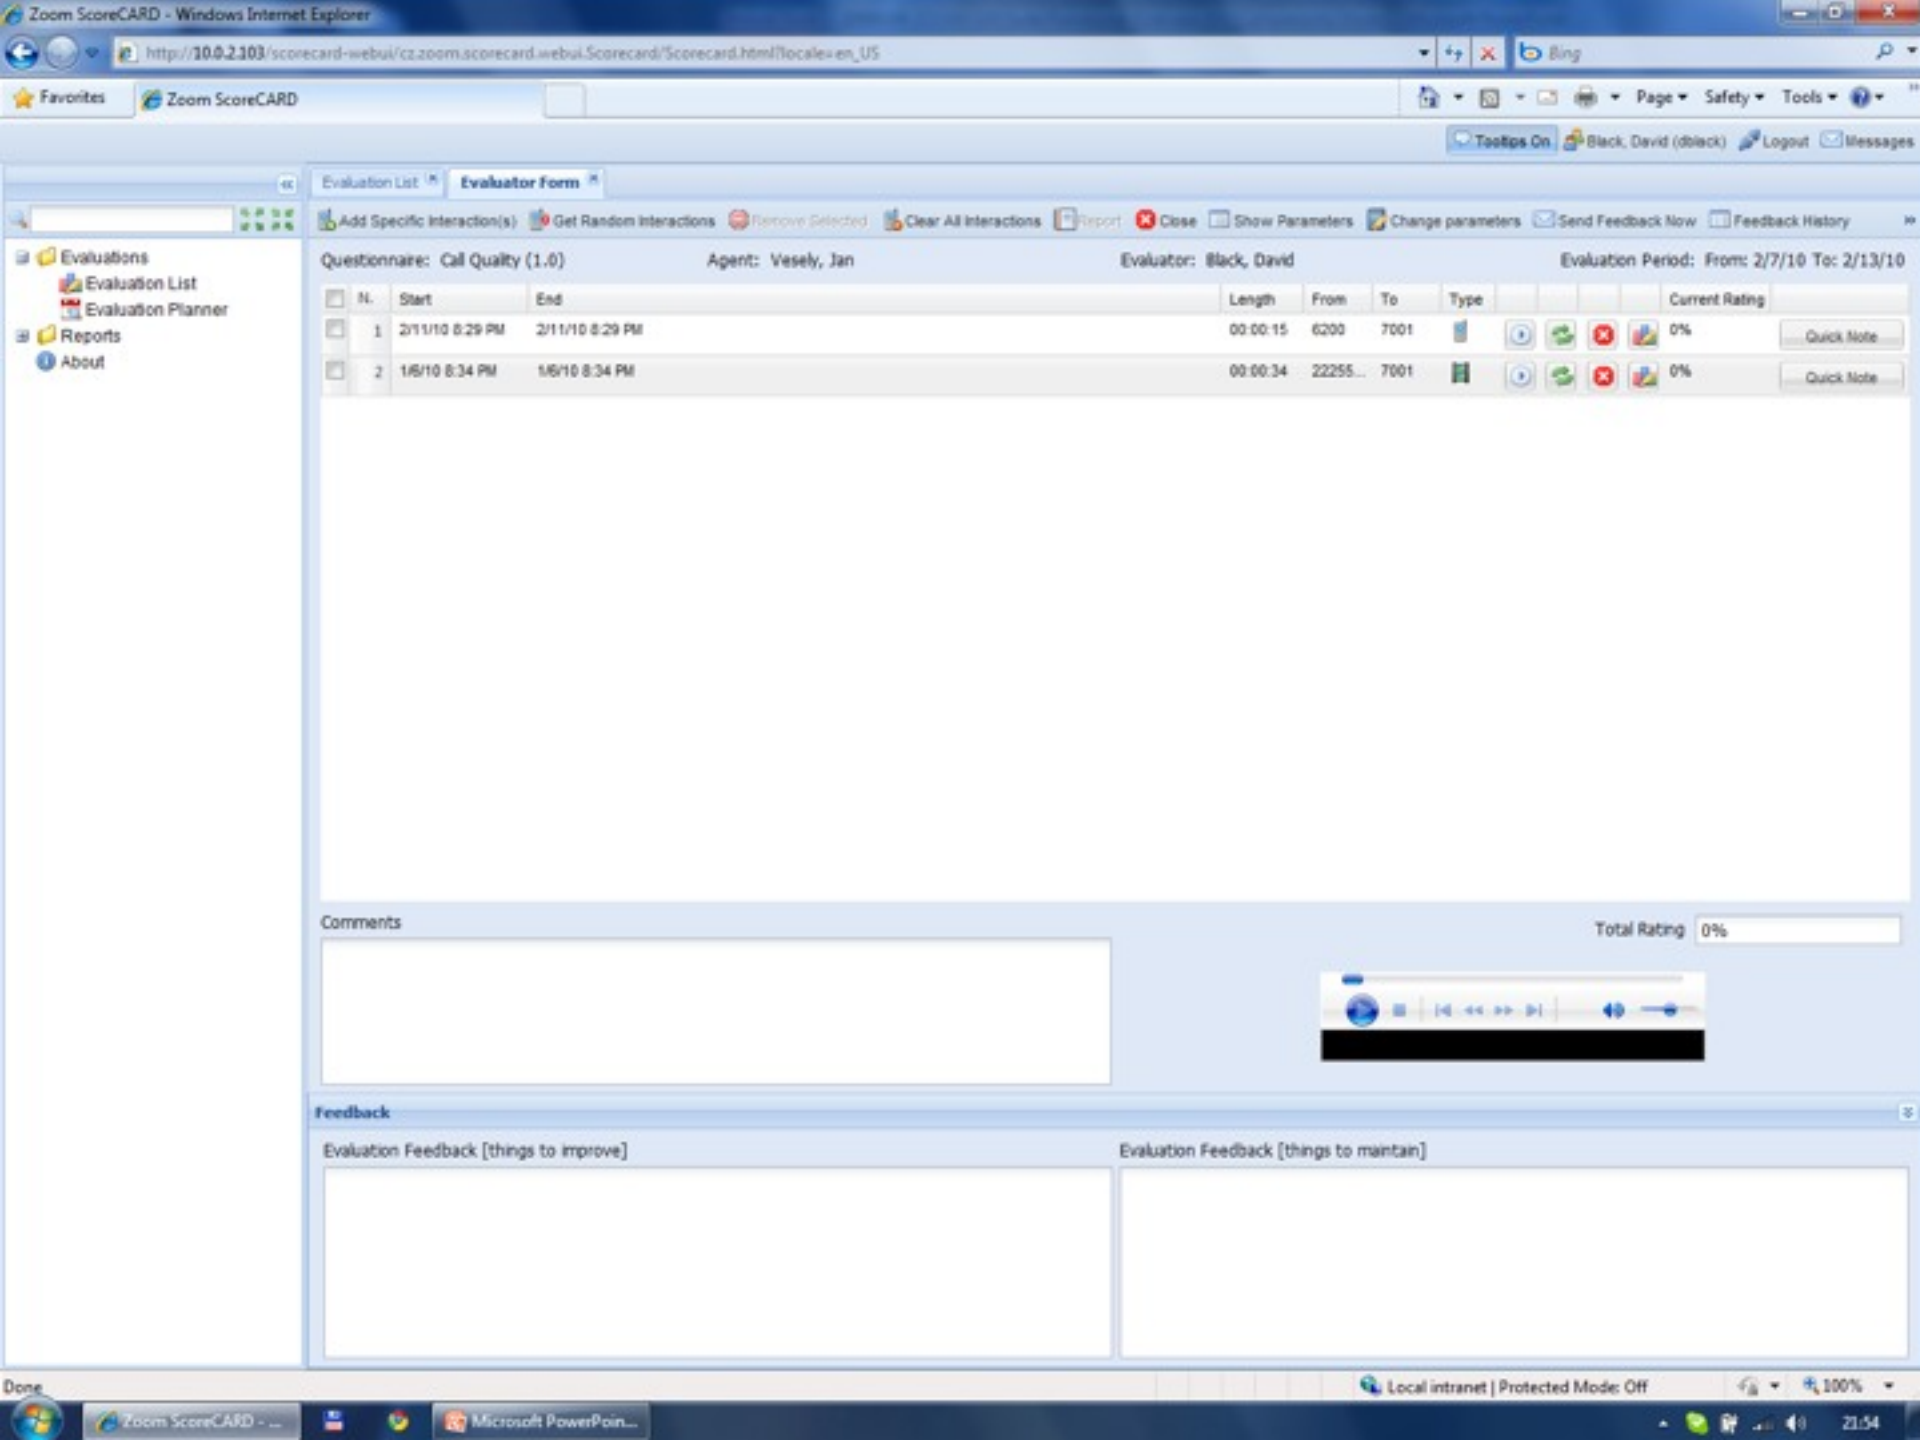 Zoom ScoreCARD - Windows Internet Explorer
http://10.0.2.103/scorecard-webui/cz.zoom.scorecard.webui.Scorecard/Scorecard.html?locale=en_US
Bing
Favorites
Zoom ScoreCARD
Page
Safety
Tools
Tooltips On
Black, David (dblack)
Logout
Messages
Evaluation List
Evaluator Form
Add Specific Interaction(s)
Get Random Interactions
Remove Selected
Clear All Interactions
Report
Close
Show Parameters
Change parameters
Send Feedback Now
Feedback History
Evaluations
Evaluation List
Evaluation Planner
Reports
About
Questionnaire: Call Quality (1.0)
Agent: Vesely, Jan
Evaluator: Black, David
Evaluation Period: From: 2/7/10 To: 2/13/10
N. Start End Length From To Type Current Rating
1 2/11/10 8:29 PM 2/11/10 8:29 PM 00:00:15 6200 7001 0% Quick Note
2 1/6/10 8:34 PM 1/6/10 8:34 PM 00:00:34 22255... 7001 0% Quick Note
Comments
Total Rating 0%
Feedback
Evaluation Feedback [things to improve]
Evaluation Feedback [things to maintain]
Done
Local intranet | Protected Mode: Off
100%
Zoom ScoreCARD - ...
Microsoft PowerPoin...
21:54